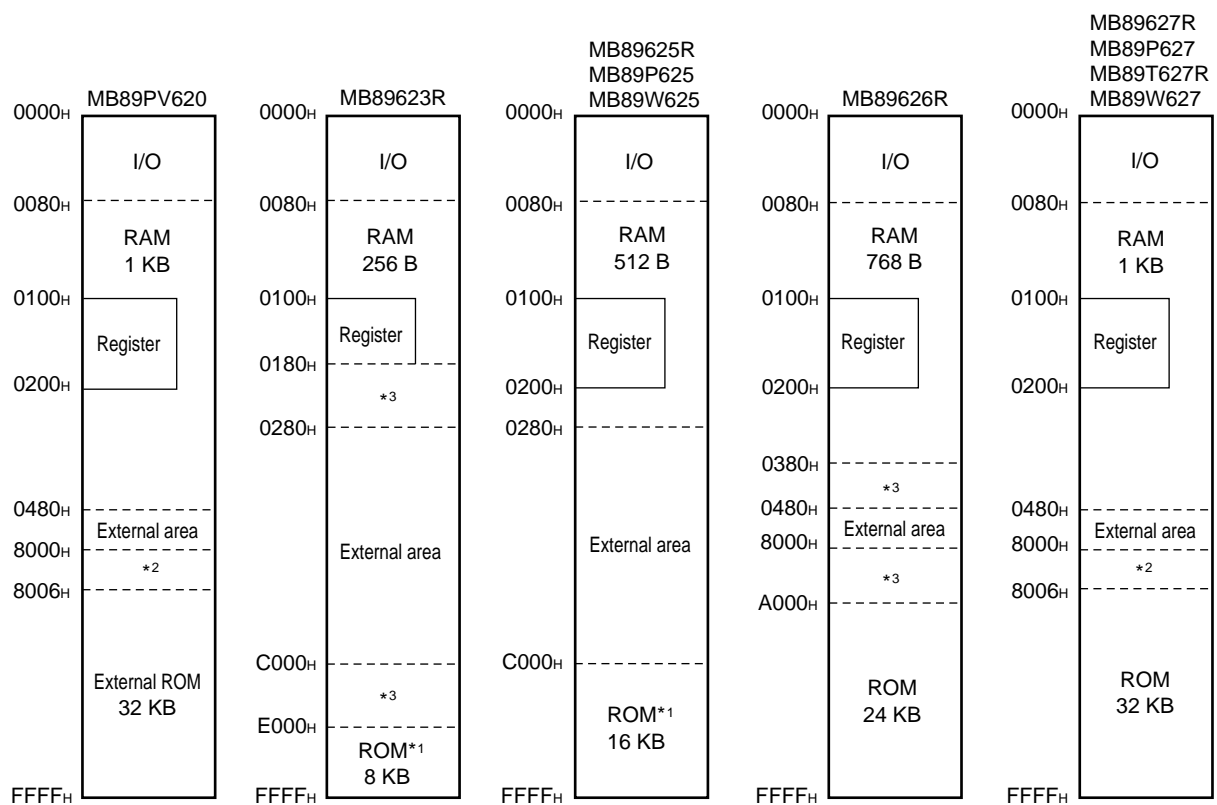 MB89PV620
0000H
I/O
0080H
RAM
1 KB
0100H
Register
0200H
0480H
External area
8000H
*2
8006H
External ROM
32 KB
FFFFH
MB89623R
0000H
I/O
0080H
RAM
256 B
0100H
Register
0180H
*3
0280H
External area
C000H
*3
E000H
ROM*1
8 KB
FFFFH
MB89625R
MB89P625
MB89W625
0000H
I/O
0080H
RAM
512 B
0100H
Register
0200H
0280H
External area
C000H
ROM*1
16 KB
FFFFH
MB89626R
0000H
I/O
0080H
RAM
768 B
0100H
Register
0200H
0380H
*3
0480H
External area
8000H
*3
A000H
ROM
24 KB
FFFFH
MB89627R
MB89P627
MB89T627R
MB89W627
0000H
I/O
0080H
RAM
1 KB
0100H
Register
0200H
0480H
External area
8000H
*2
8006H
ROM
32 KB
FFFFH